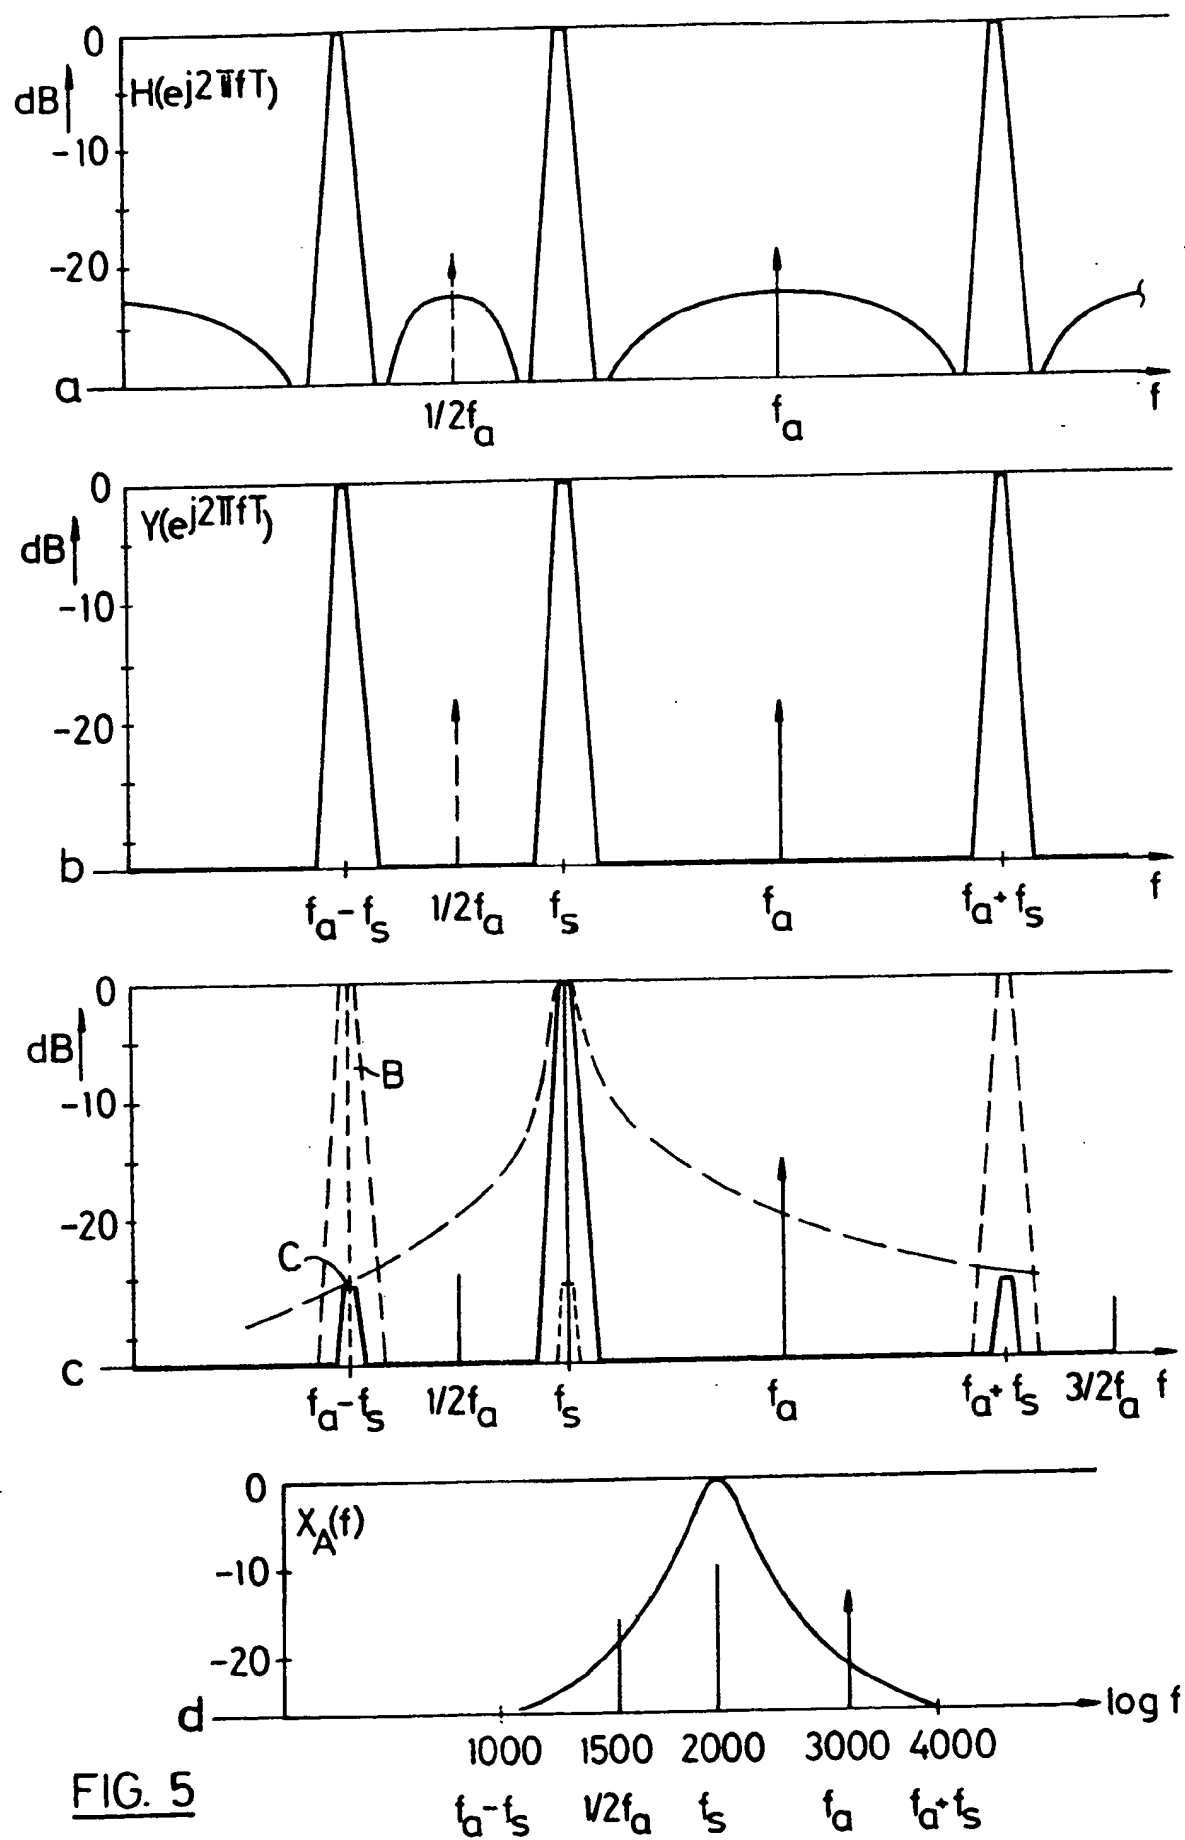 0
dB
H(ej2πfT)
-10
-20
a
1/2fa
fa
f
0
dB
Y(ej2πfT)
-10
-20
b
fa-fs
1/2fa
fs
fa
fa+fs
f
0
dB
B
-10
-20
C
c
fa-fs
1/2fa
fs
fa
fa+fs
3/2fa
f
0
XA(f)
-10
-20
d
log f
1000 1500 2000 3000 4000
fa-fs 1/2fa fs fa fa+fs
FIG. 5